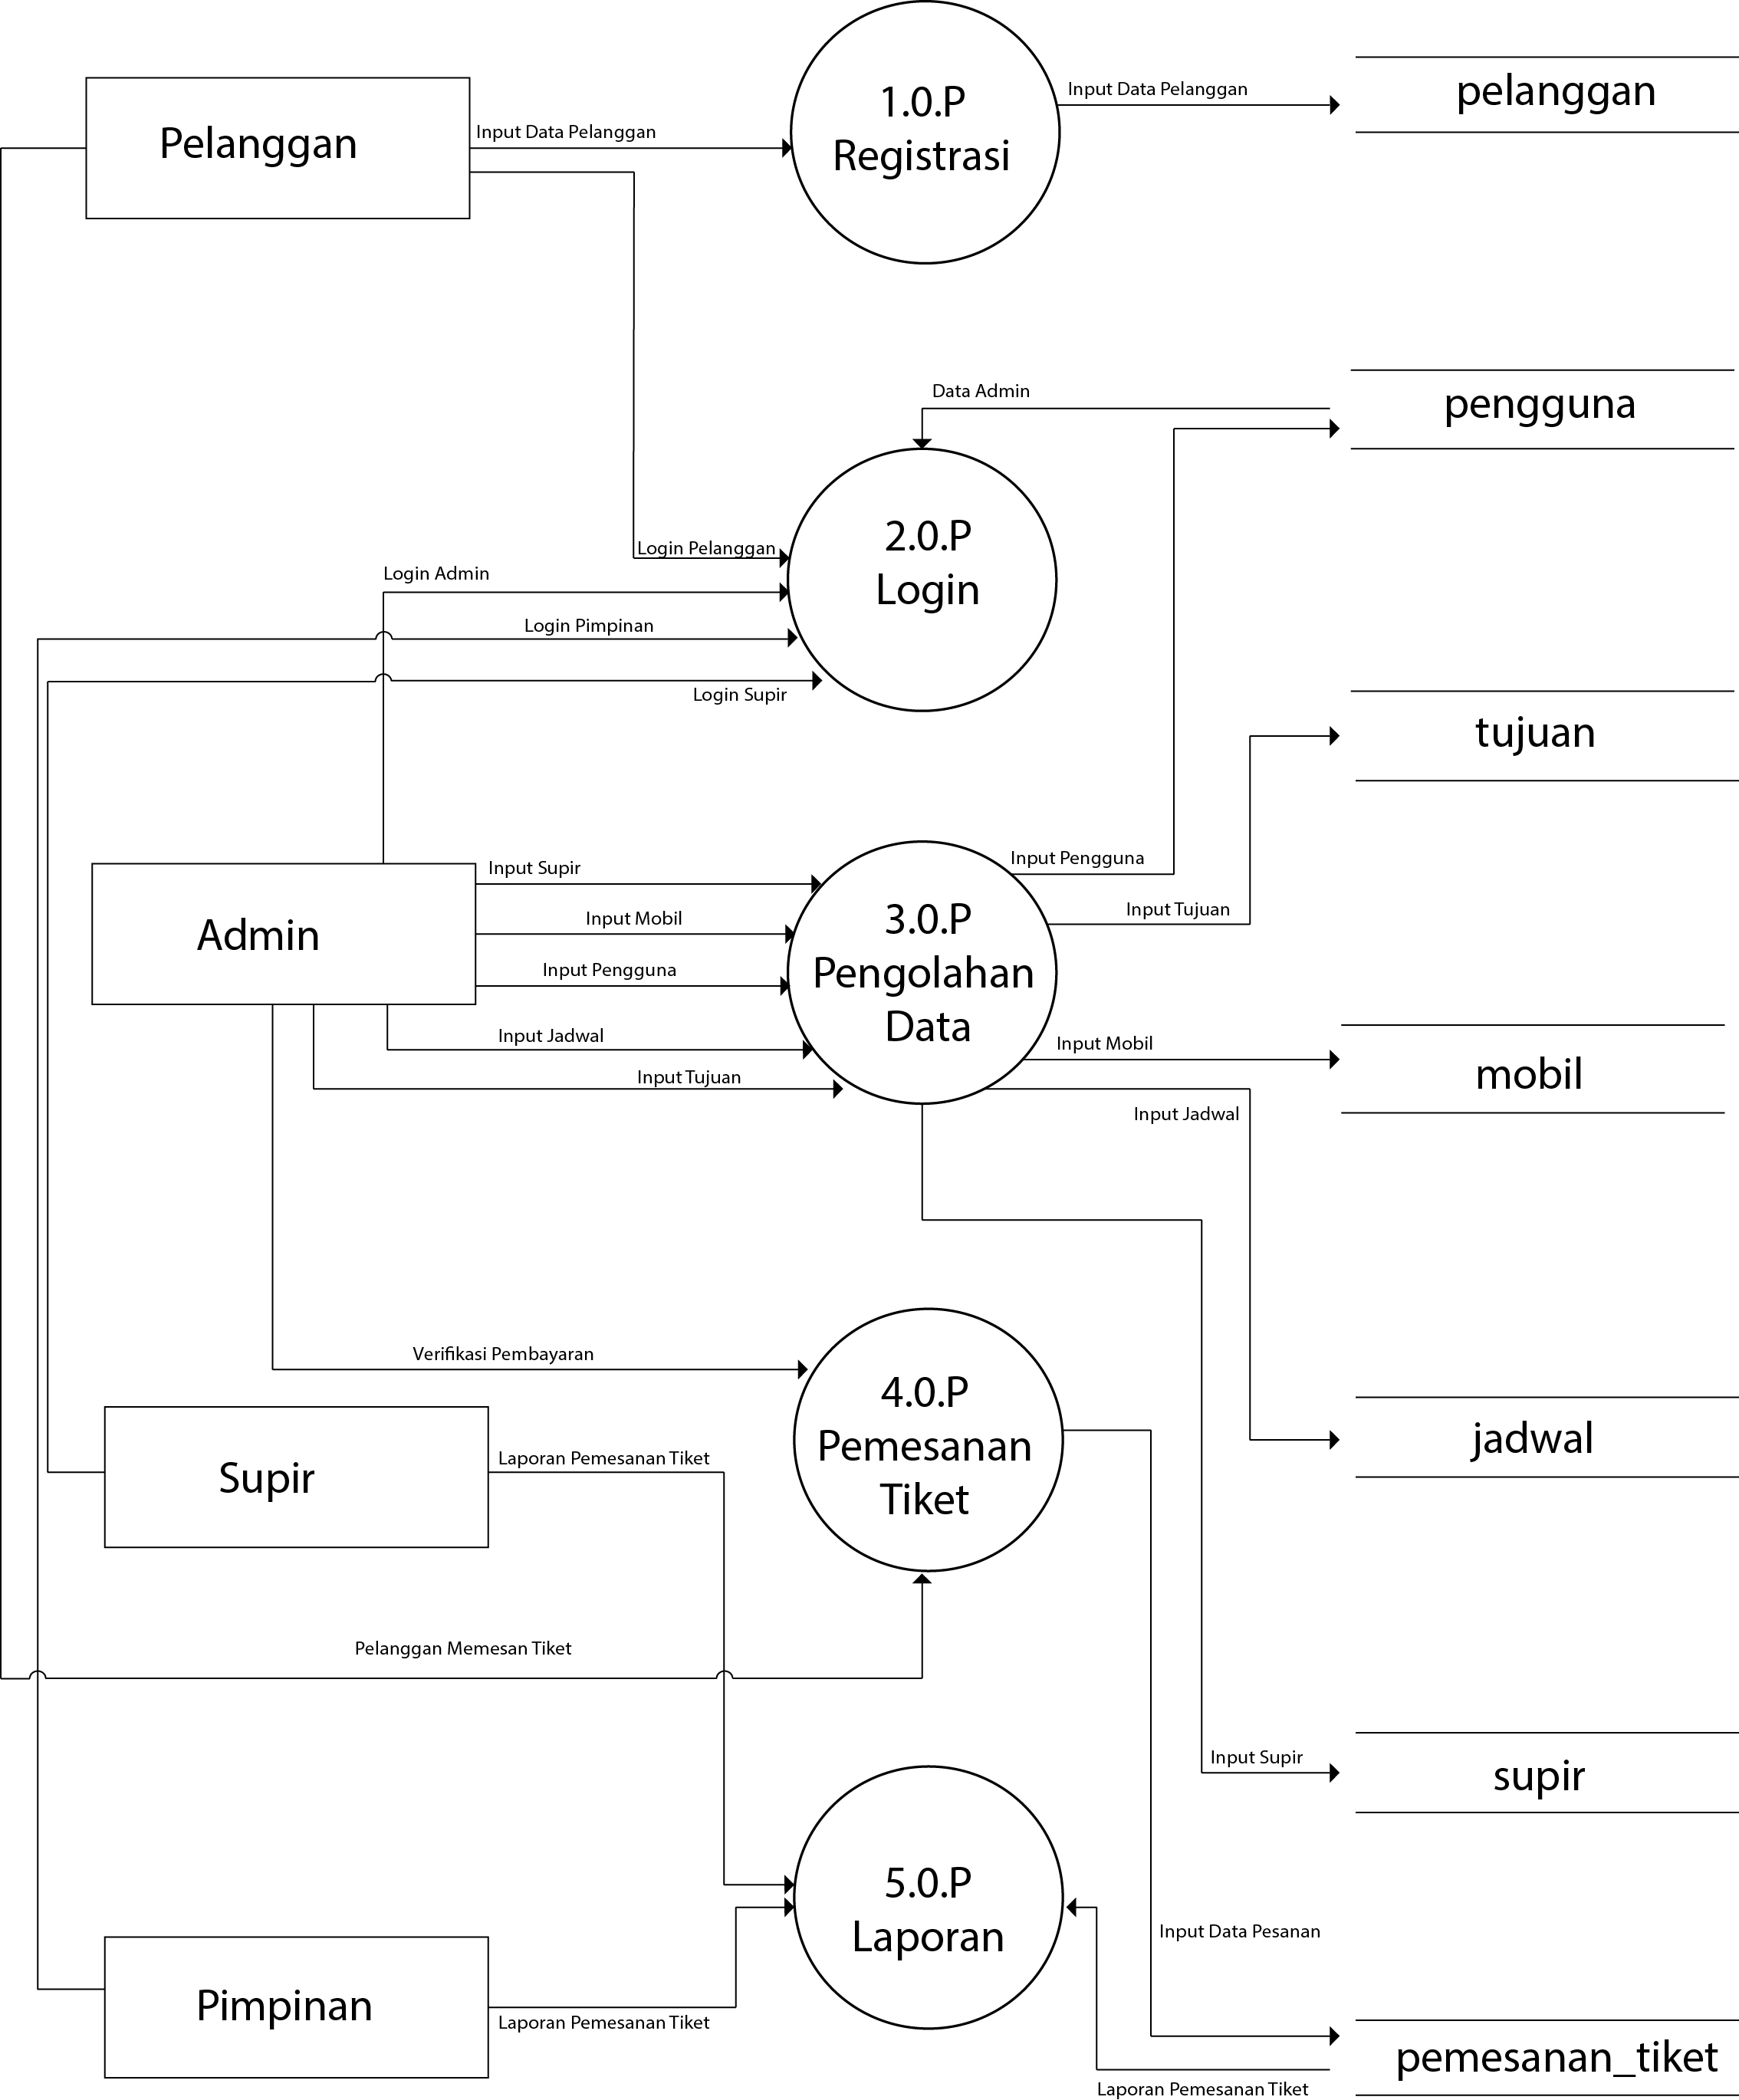 1.0.P
Registrasi
Pelanggan
Input Data Pelanggan
Input Data Pelanggan
pelanggan
Data Admin
pengguna
2.0.P
Login
Login Pelanggan
Login Admin
Login Pimpinan
Login Supir
tujuan
Admin
Input Supir
Input Mobil
Input Pengguna
Input Jadwal
Input Tujuan
3.0.P
Pengolahan
Data
Input Pengguna
Input Tujuan
Input Mobil
Input Jadwal
mobil
Verifikasi Pembayaran
4.0.P
Pemesanan
Tiket
jadwal
Supir
Laporan Pemesanan Tiket
Pelanggan Memesan Tiket
Input Supir
supir
5.0.P
Laporan
Input Data Pesanan
Pimpinan
Laporan Pemesanan Tiket
pemesanan_tiket
Laporan Pemesanan Tiket